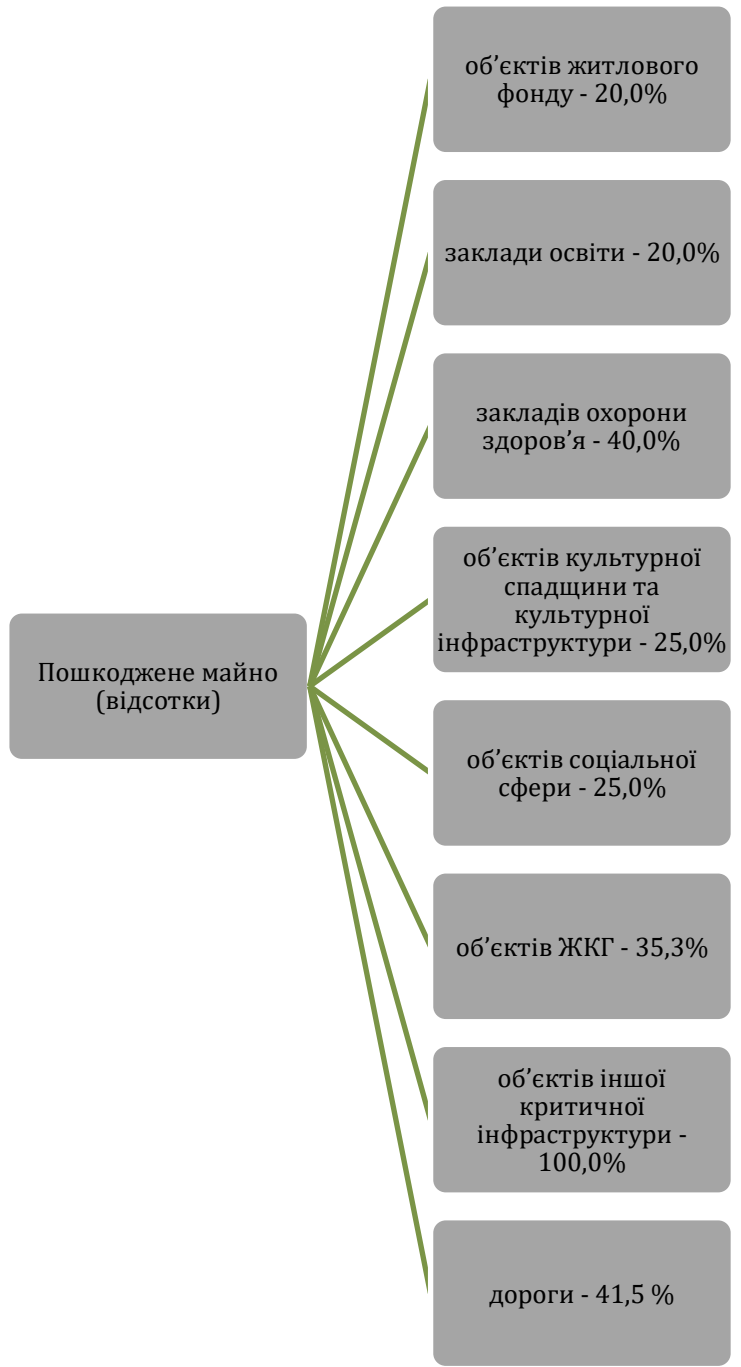 об’єктів житлового
фонду - 20,0%
заклади освіти - 20,0%
закладів охорони
здоров’я - 40,0%
об’єктів культурної
спадщини та
культурної
інфраструктури - 25,0%
Пошкоджене майно
(відсотки)
об’єктів соціальної
сфери - 25,0%
об’єктів ЖКГ - 35,3%
об’єктів іншої
критичної
інфраструктури -
100,0%
дороги - 41,5 %